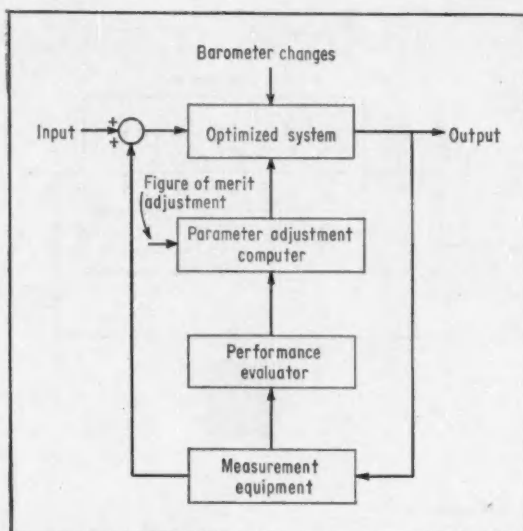 Barometer changes
Input
+
+
Optimized system
Output
Figure of merit
adjustment
Parameter adjustment
computer
Performance
evaluator
Measurement
equipment